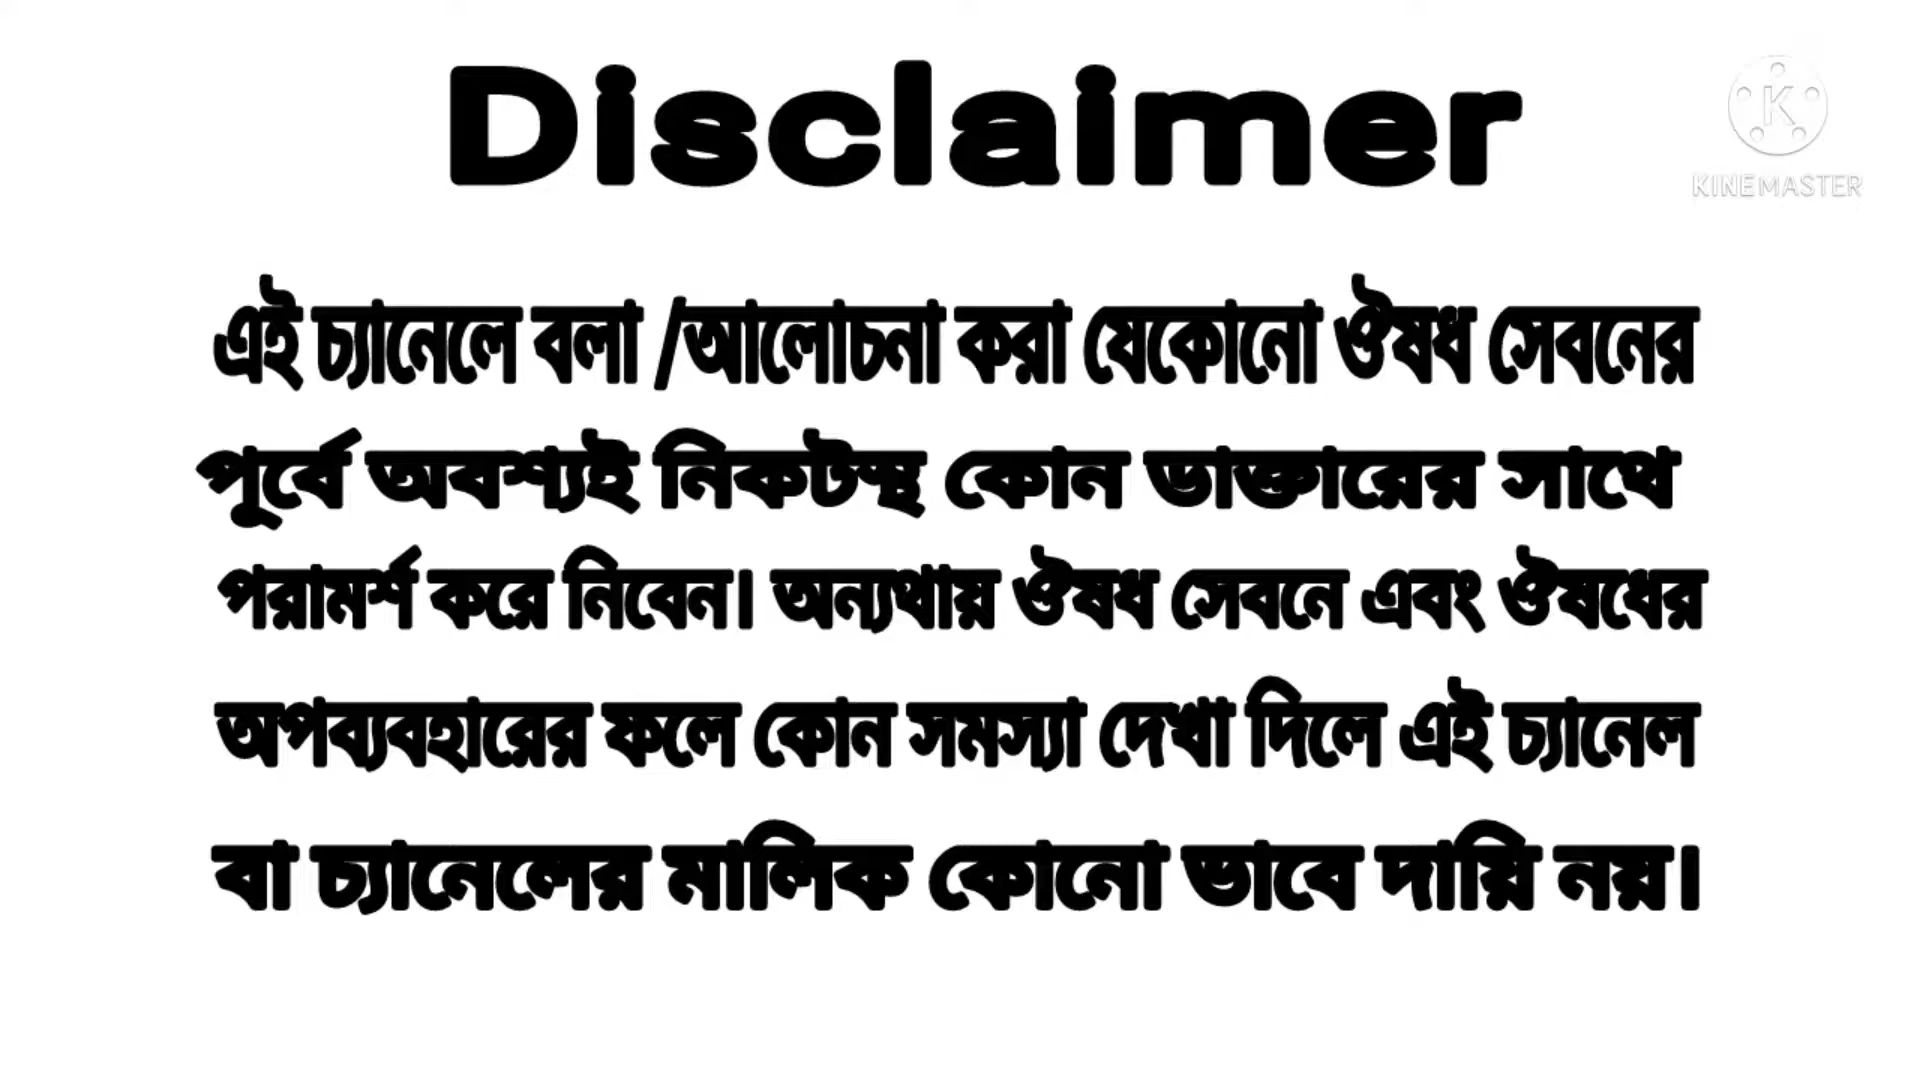 Disclaimer
KINEMASTER
এই চ্যানেলে বলা /আলোচনা করা যেকোনো ঔষধ সেবনের
পূর্বে অবশ্যই নিকটস্থ কোন ডাক্তারের সাথে
পরামর্শ করে নিবেন। অন্যথায় ঔষধ সেবনে এবং ঔষধের
অপব্যবহারের ফলে কোন সমস্যা দেখা দিলে এই চ্যানেল
বা চ্যানেলের মালিক কোনো ভাবে দায়ি নয়।